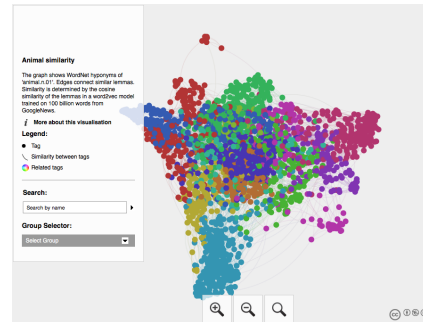 Animal similarity
The graph shows WordNet hyponyms of
'animal.n.01'. Edges connect similar lemmas.
Similarity is determined by the cosine
similarity of the lemmas in a word2vec model
trained on 100 billion words from
GoogleNews.
i More about this visualisation
Legend:
Tag
Similarity between tags
Related tags
Search:
Search by name
Group Selector:
Select Group
cc